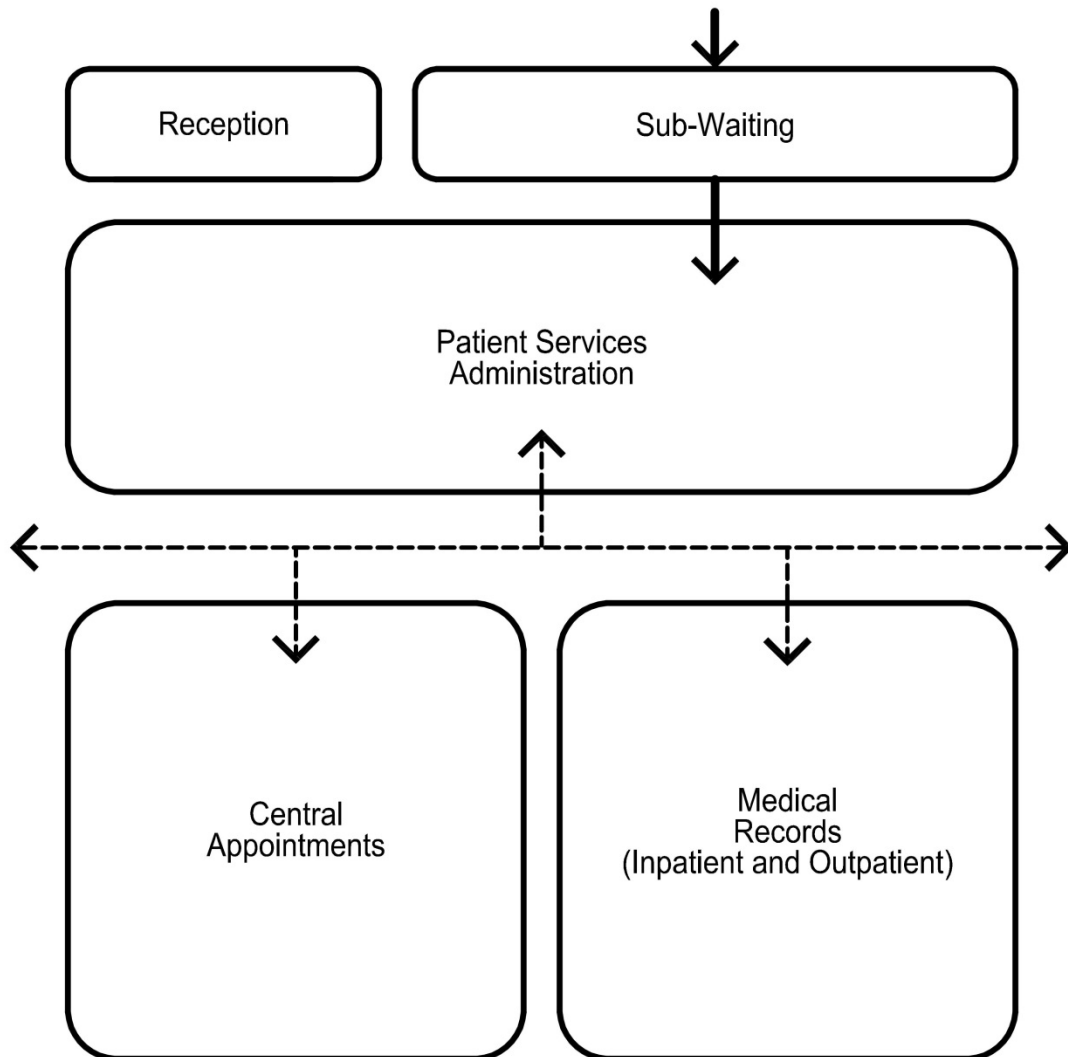 Reception
Sub-Waiting
Patient Services
Administration
Central
Appointments
Medical
Records
(Inpatient and Outpatient)